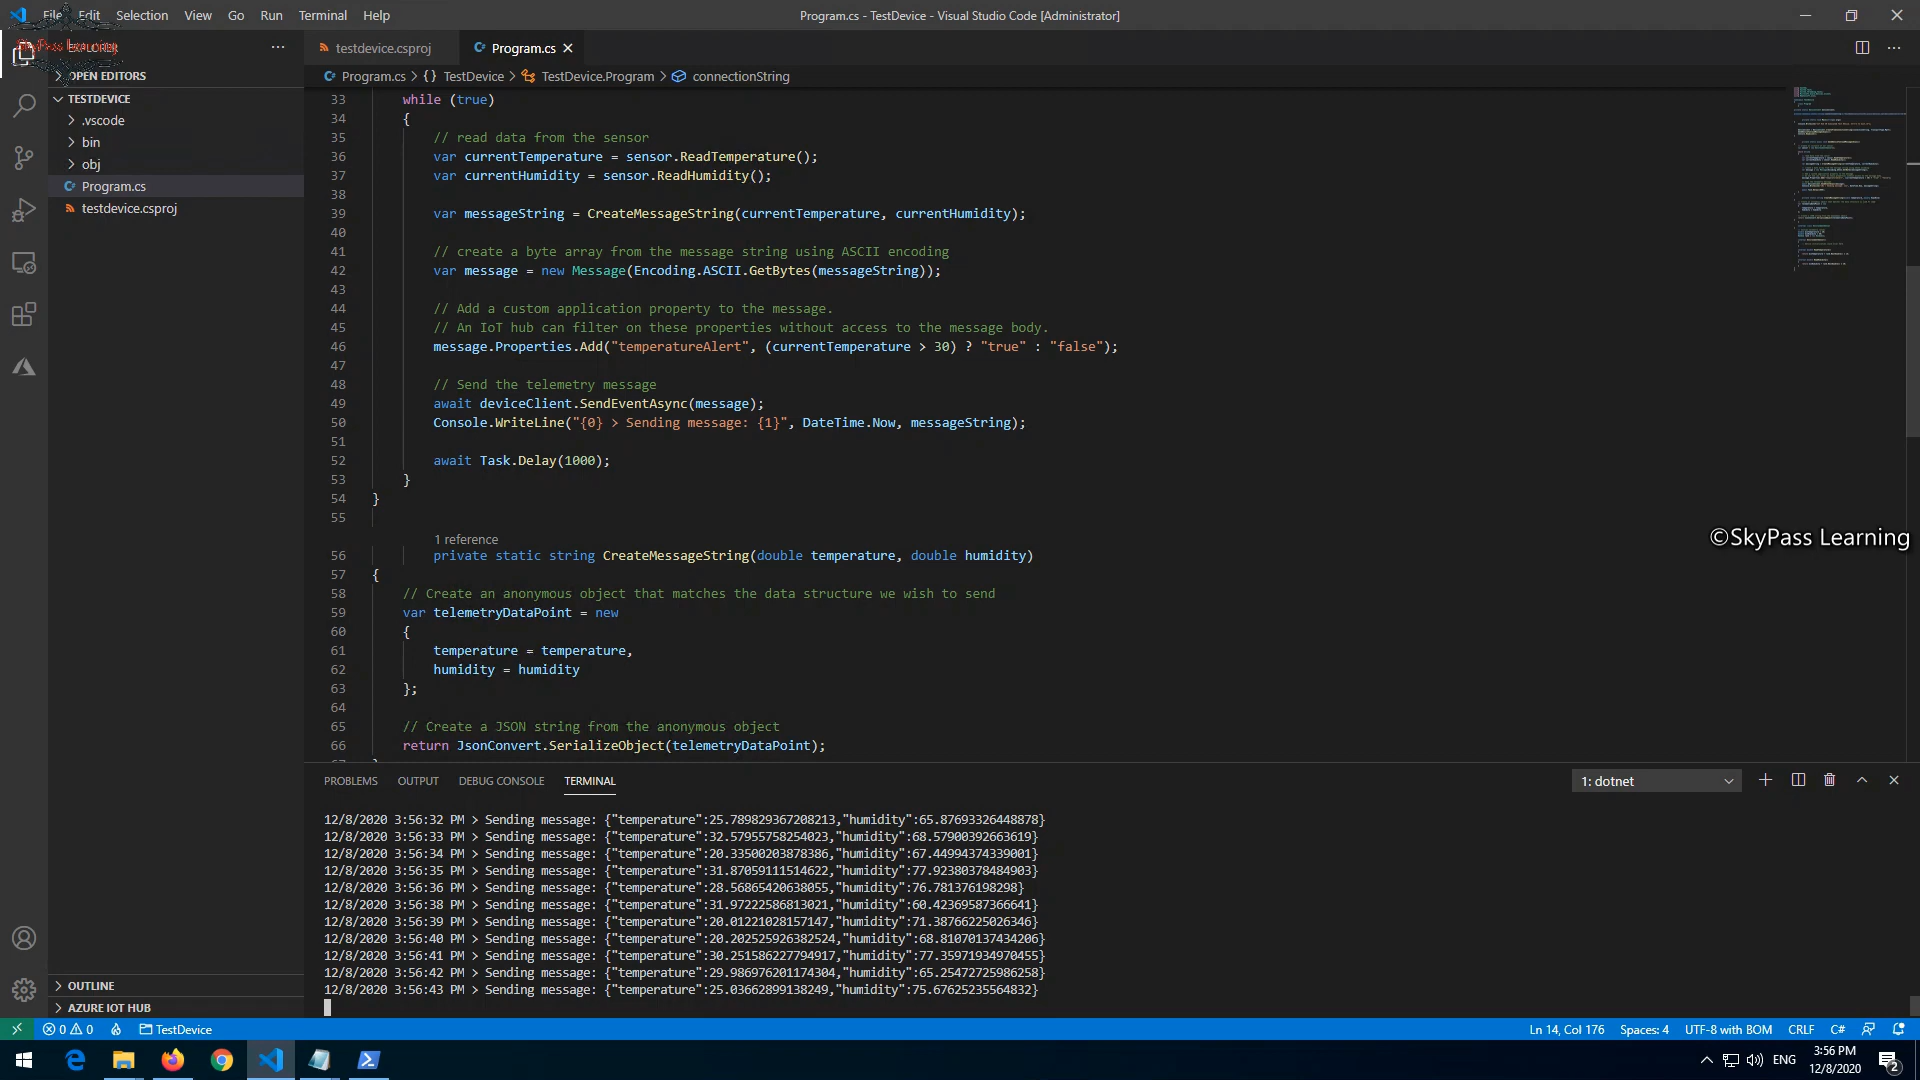 File Edit Selection View Go Run Terminal Help
Program.cs - TestDevice - Visual Studio Code [Administrator]
SkyPass Learning
EXPLORER
testdevice.csproj
Program.cs
OPEN EDITORS
Program.cs > {} TestDevice > TestDevice.Program > connectionString
TESTDEVICE
.vscode
bin
obj
Program.cs
testdevice.csproj
33 while (true)
34 {
35 // read data from the sensor
36 var currentTemperature = sensor.ReadTemperature();
37 var currentHumidity = sensor.ReadHumidity();
38
39 var messageString = CreateMessageString(currentTemperature, currentHumidity);
40
41 // create a byte array from the message string using ASCII encoding
42 var message = new Message(Encoding.ASCII.GetBytes(messageString));
43
44 // Add a custom application property to the message.
45 // An IoT hub can filter on these properties without access to the message body.
46 message.Properties.Add("temperatureAlert", (currentTemperature > 30) ? "true" : "false");
47
48 // Send the telemetry message
49 await deviceClient.SendEventAsync(message);
50 Console.WriteLine("{0} > Sending message: {1}", DateTime.Now, messageString);
51
52 await Task.Delay(1000);
53 }
54 }
55
1 reference
56 private static string CreateMessageString(double temperature, double humidity)
57 {
58 // Create an anonymous object that matches the data structure we wish to send
59 var telemetryDataPoint = new
60 {
61 temperature = temperature,
62 humidity = humidity
63 };
64
65 // Create a JSON string from the anonymous object
66 return JsonConvert.SerializeObject(telemetryDataPoint);
©SkyPass Learning
PROBLEMS OUTPUT DEBUG CONSOLE TERMINAL
1: dotnet
12/8/2020 3:56:32 PM > Sending message: {"temperature":25.789829367208213,"humidity":65.87693326448878}
12/8/2020 3:56:33 PM > Sending message: {"temperature":32.57955758254023,"humidity":68.57900392663619}
12/8/2020 3:56:34 PM > Sending message: {"temperature":20.33500203878386,"humidity":67.44994374339001}
12/8/2020 3:56:35 PM > Sending message: {"temperature":31.87059111514622,"humidity":77.92380378484903}
12/8/2020 3:56:36 PM > Sending message: {"temperature":28.56865420638055,"humidity":76.781376198298}
12/8/2020 3:56:38 PM > Sending message: {"temperature":31.97222586813021,"humidity":60.42369587366641}
12/8/2020 3:56:39 PM > Sending message: {"temperature":20.01221028157147,"humidity":71.38766225026346}
12/8/2020 3:56:40 PM > Sending message: {"temperature":20.202525926382524,"humidity":68.81070137434206}
12/8/2020 3:56:41 PM > Sending message: {"temperature":30.251586227794917,"humidity":77.35971934970455}
12/8/2020 3:56:42 PM > Sending message: {"temperature":29.986976201174304,"humidity":65.25472725986258}
12/8/2020 3:56:43 PM > Sending message: {"temperature":25.03662899138249,"humidity":75.67625235564832}
OUTLINE
AZURE IOT HUB
0 0 TestDevice
Ln 14, Col 176 Spaces: 4 UTF-8 with BOM CRLF C#
ENG
3:56 PM
12/8/2020
2